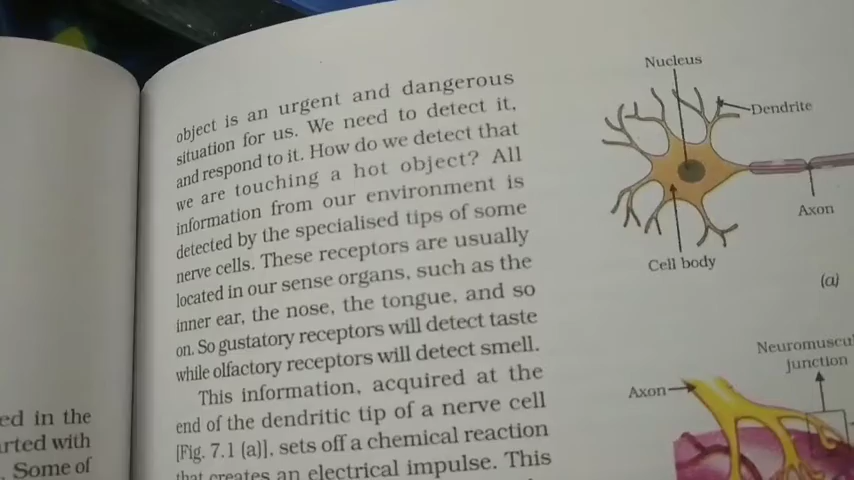 object is an urgent and dangerous
situation for us. We need to detect it,
and respond to it. How do we detect that
we are touching a hot object? All
information from our environment is
detected by the specialised tips of some
nerve cells. These receptors are usually
located in our sense organs, such as the
inner ear, the nose, the tongue, and so
on. So gustatory receptors will detect taste
while olfactory receptors will detect smell.
This information, acquired at the
end of the dendritic tip of a nerve cell
[Fig. 7.1 (a)], sets off a chemical reaction
that creates an electrical impulse. This
ed in the
rted with
. Some of
Nucleus
Dendrite
Axon
Cell body
(a)
Neuromuscul
junction
Axon